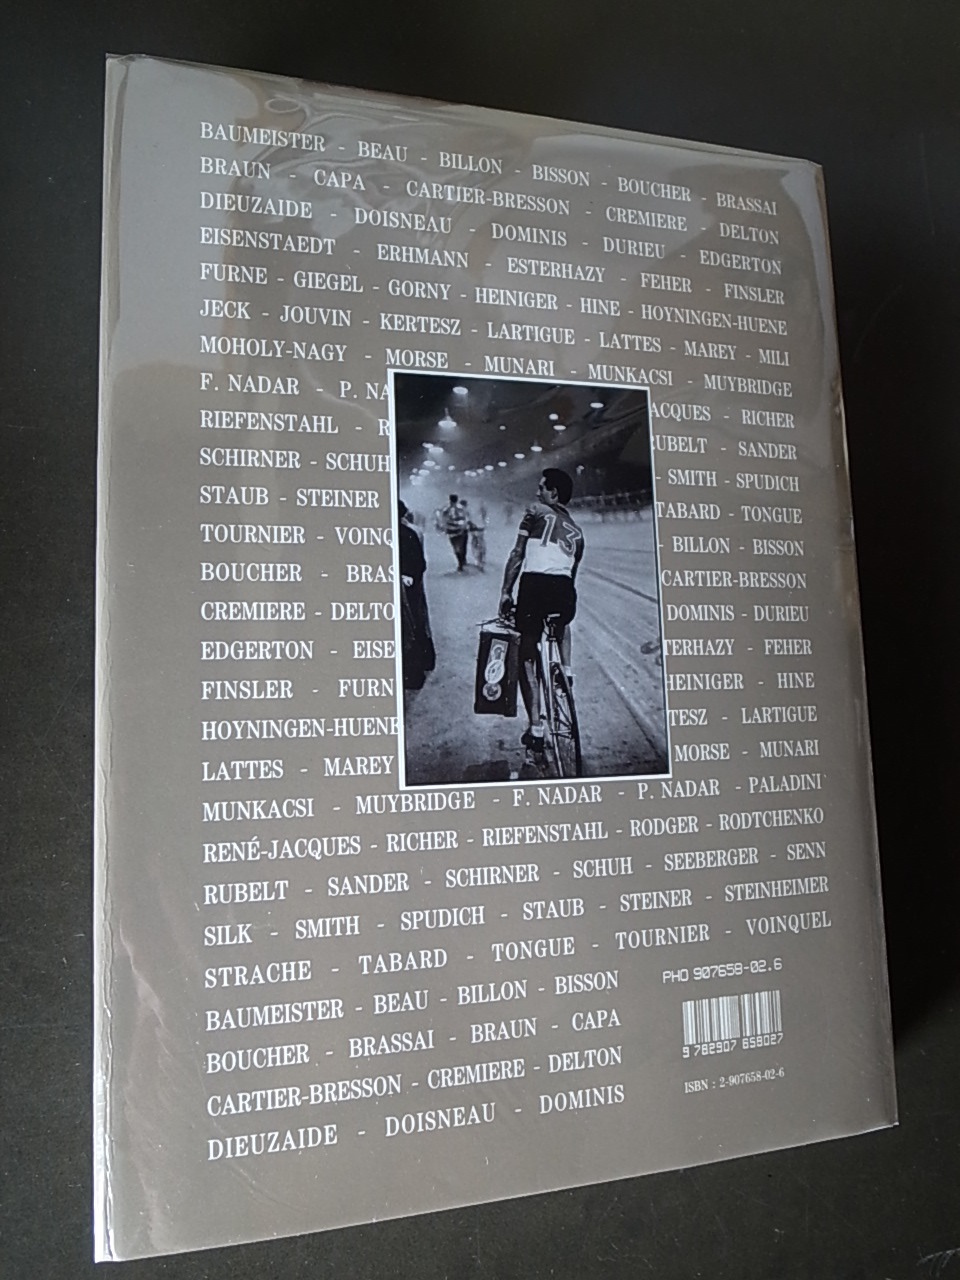 BAUMEISTER - BEAU - BILLON - BISSON - BOUCHER - BRASSAI
BRAUN - CAPA - CARTIER-BRESSON - CREMIERE - DELTON
DIEUZAIDE - DOISNEAU - DOMINIS - DURIEU - EDGERTON
EISENSTAEDT - ERHMANN - ESTERHAZY - FEHER - FINSLER
FURNE - GIEGEL - GORNY - HEINIGER - HINE - HOYNINGEN-HUENE
JECK - JOUVIN - KERTESZ - LARTIGUE - LATTES - MAREY - MILI
MOHOLY-NAGY - MORSE - MUNARI - MUNKACSI - MUYBRIDGE
F. NADAR - P. NA ACQUES - RICHER
RIEFENSTAHL - R RUBELT - SANDER
SCHIRNER - SCHUH - SMITH - SPUDICH
STAUB - STEINER TABARD - TONGUE
TOURNIER - VOINQ - BILLON - BISSON
BOUCHER - BRAS CARTIER-BRESSON
CREMIERE - DELTO DOMINIS - DURIEU
EDGERTON - EISE TERHAZY - FEHER
FINSLER - FURN HEINIGER - HINE
HOYNINGEN-HUENE TESZ - LARTIGUE
LATTES - MAREY MORSE - MUNARI
MUNKACSI - MUYBRIDGE - F. NADAR - P. NADAR - PALADINI
RENÉ-JACQUES - RICHER - RIEFENSTAHL - RODGER - RODTCHENKO
RUBELT - SANDER - SCHIRNER - SCHUH - SEEBERGER - SENN
SILK - SMITH - SPUDICH - STAUB - STEINER - STEINHEIMER
STRACHE - TABARD - TONGUE - TOURNIER - VOINQUEL
BAUMEISTER - BEAU - BILLON - BISSON
BOUCHER - BRASSAI - BRAUN - CAPA
CARTIER-BRESSON - CREMIERE - DELTON
DIEUZAIDE - DOISNEAU - DOMINIS
13
PHO 907658-02.6
9 782907 658027
ISBN : 2-907658-02-6